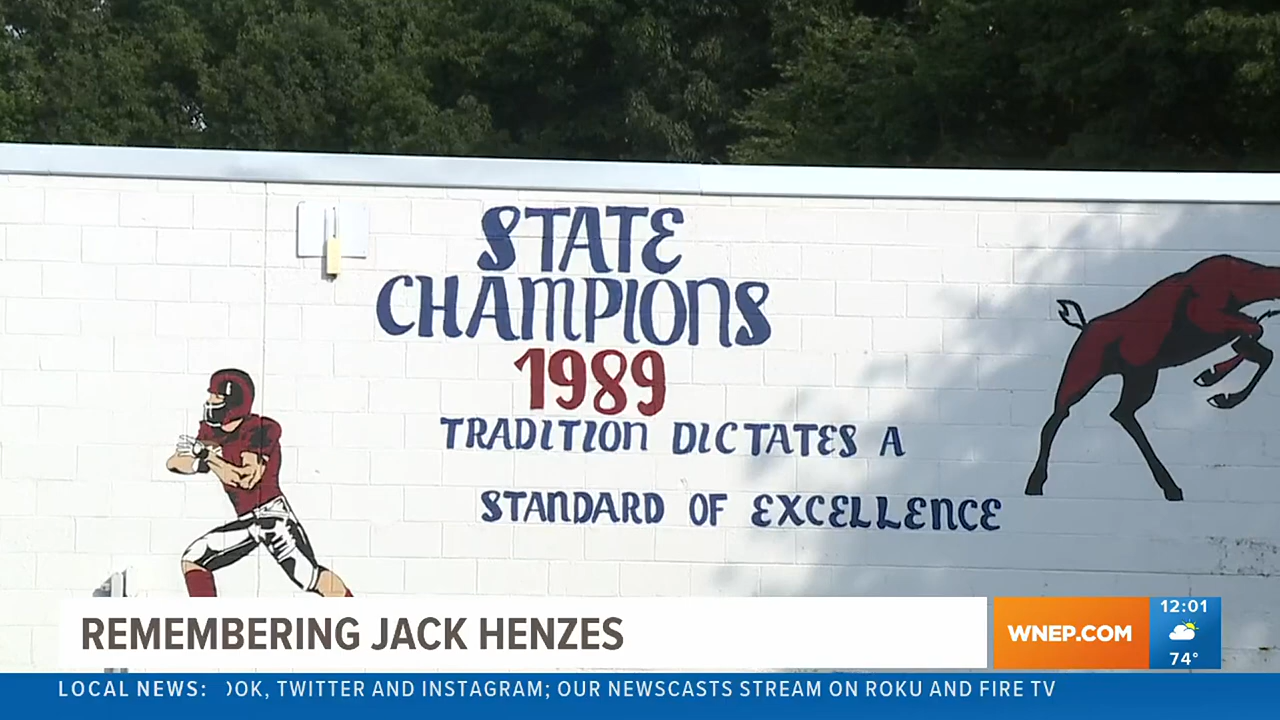 STATE
CHAMPIONS
1989
TRADITION DICTATES A
STANDARD OF EXCELLENCE
REMEMBERING JACK HENZES
WNEP.COM
12:01
74°
LOCAL NEWS: OOK, TWITTER AND INSTAGRAM; OUR NEWSCASTS STREAM ON ROKU AND FIRE TV